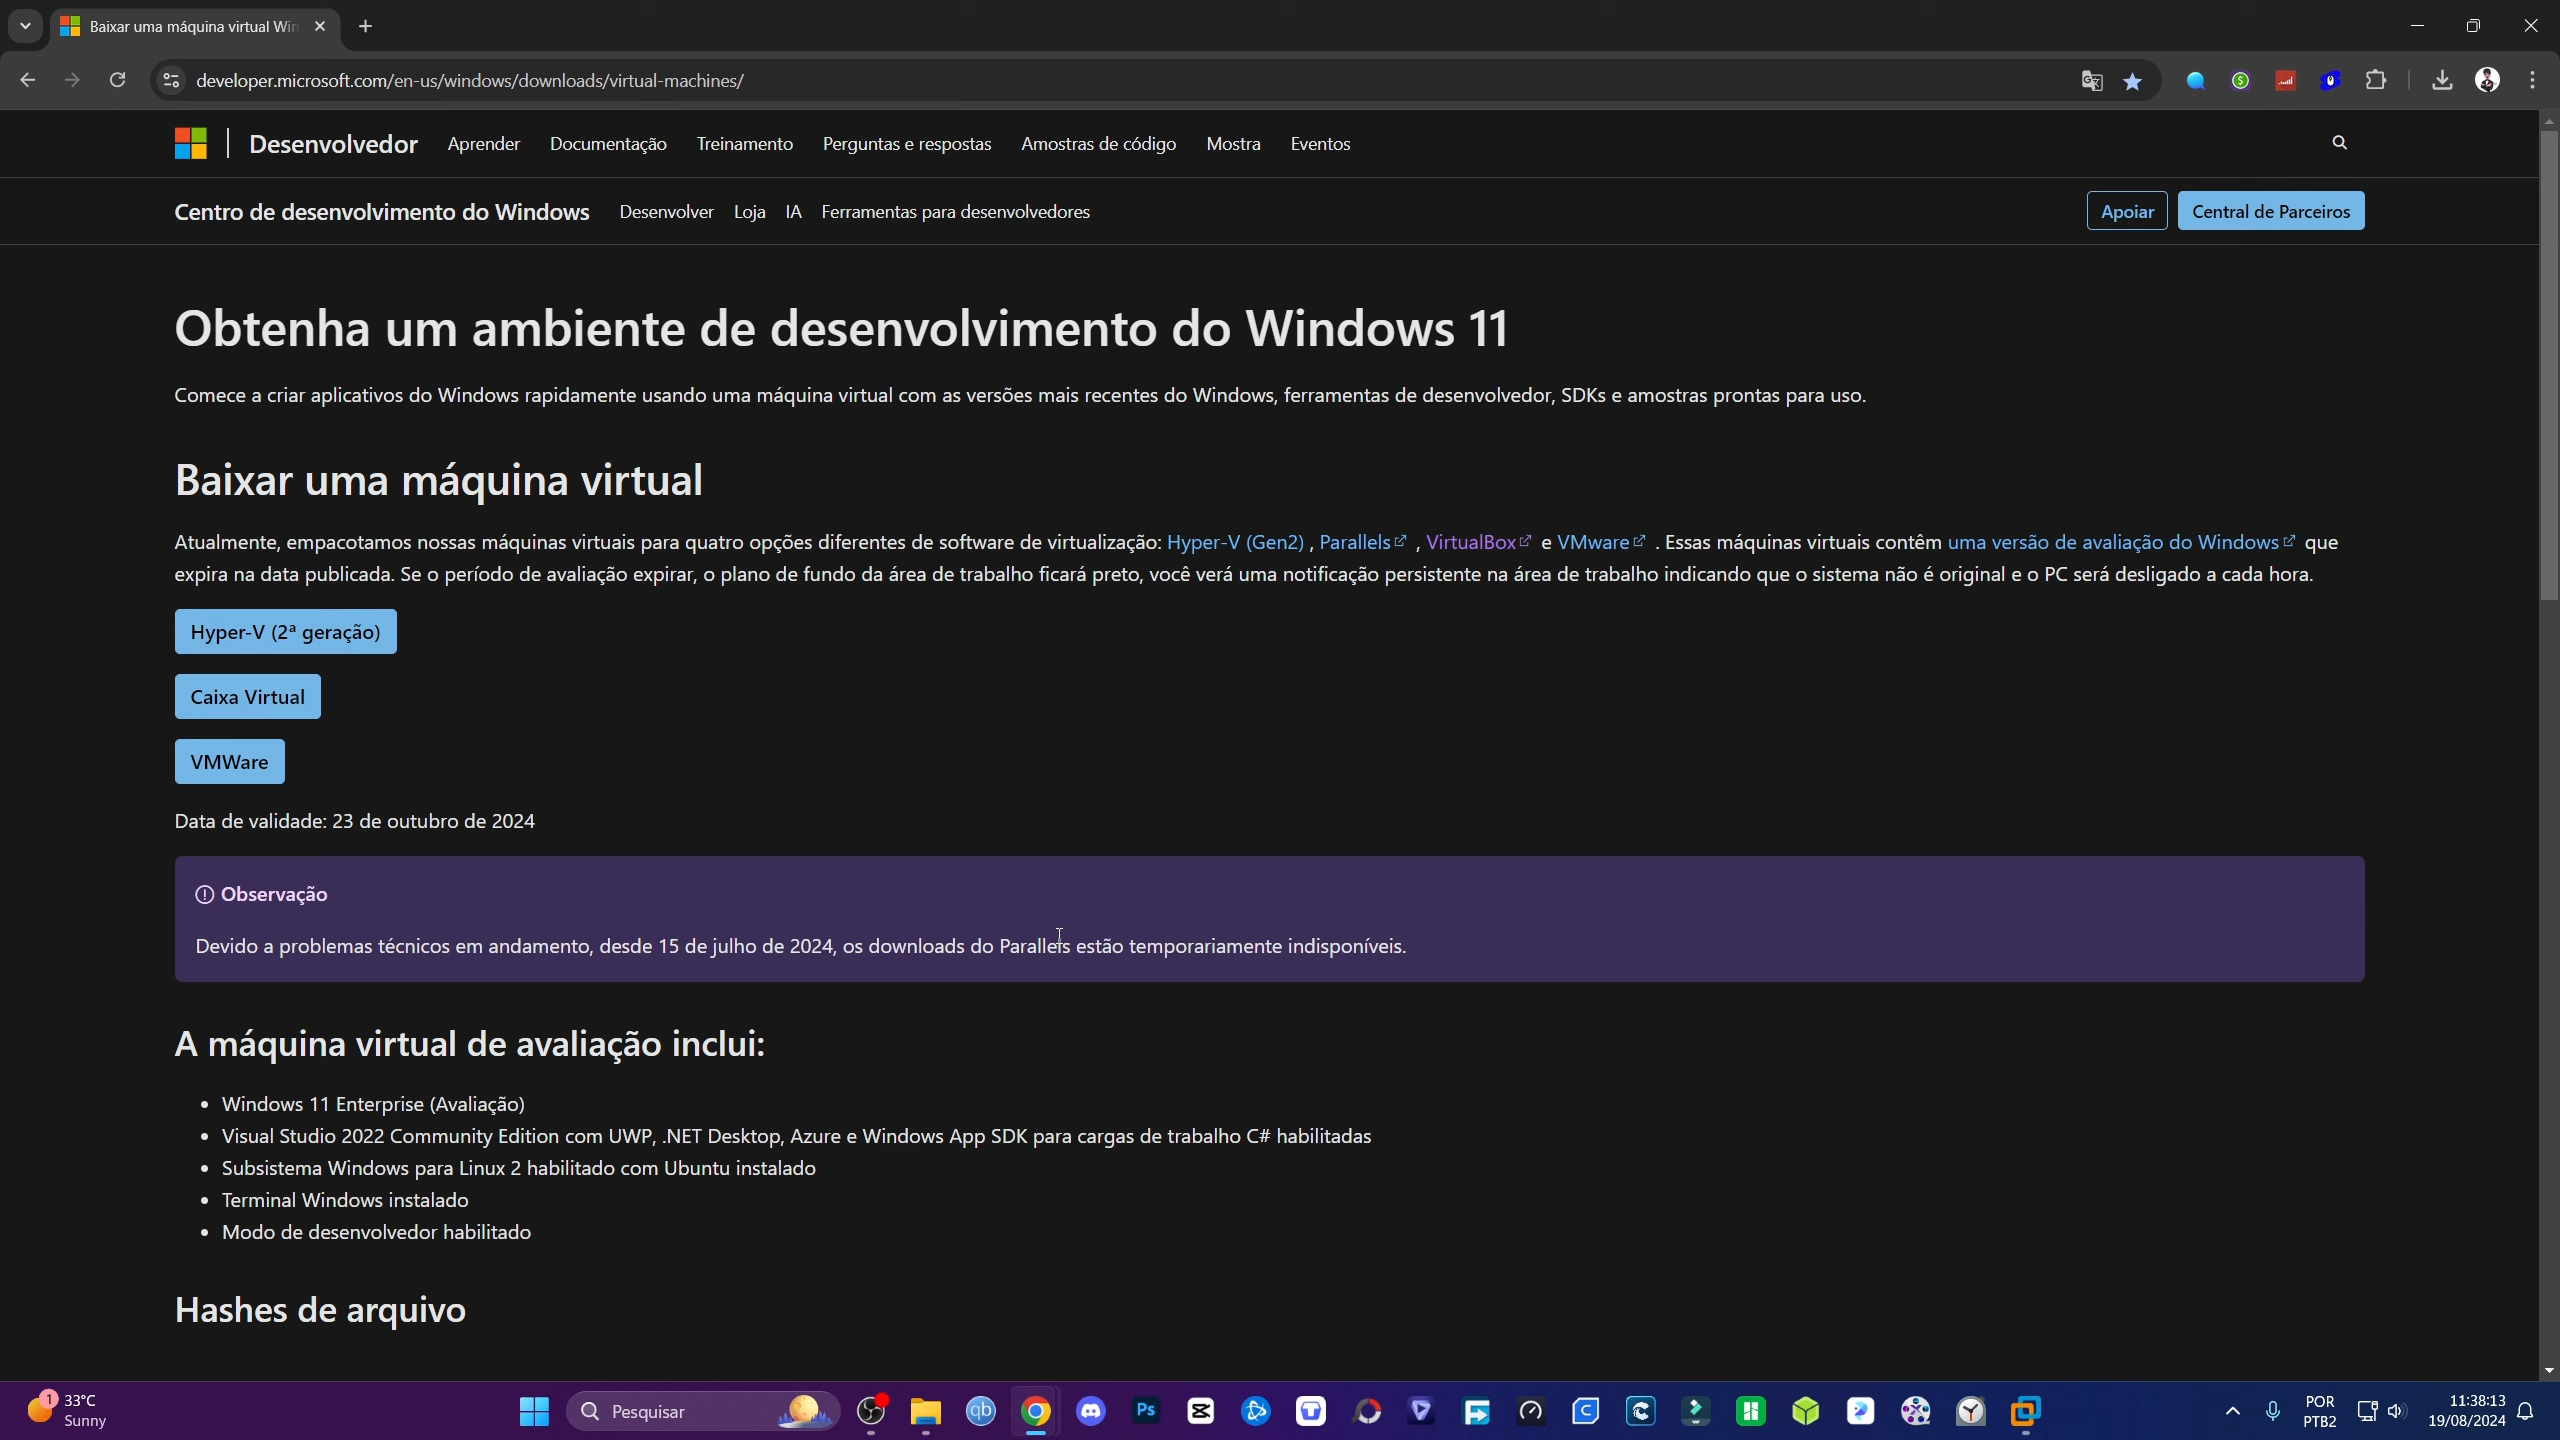 Baixar uma máquina virtual Win
developer.microsoft.com/en-us/windows/downloads/virtual-machines/
Desenvolvedor Aprender Documentação Treinamento Perguntas e respostas Amostras de código Mostra Eventos
Centro de desenvolvimento do Windows Desenvolver Loja IA Ferramentas para desenvolvedores Apoiar Central de Parceiros
Obtenha um ambiente de desenvolvimento do Windows 11
Comece a criar aplicativos do Windows rapidamente usando uma máquina virtual com as versões mais recentes do Windows, ferramentas de desenvolvedor, SDKs e amostras prontas para uso.
Baixar uma máquina virtual
Atualmente, empacotamos nossas máquinas virtuais para quatro opções diferentes de software de virtualização: Hyper-V (Gen2) , Parallels , VirtualBox e VMware . Essas máquinas virtuais contêm uma versão de avaliação do Windows que
expira na data publicada. Se o período de avaliação expirar, o plano de fundo da área de trabalho ficará preto, você verá uma notificação persistente na área de trabalho indicando que o sistema não é original e o PC será desligado a cada hora.
Hyper-V (2ª geração)
Caixa Virtual
VMWare
Data de validade: 23 de outubro de 2024
Observação
Devido a problemas técnicos em andamento, desde 15 de julho de 2024, os downloads do Parallels estão temporariamente indisponíveis.
A máquina virtual de avaliação inclui:
• Windows 11 Enterprise (Avaliação)
• Visual Studio 2022 Community Edition com UWP, .NET Desktop, Azure e Windows App SDK para cargas de trabalho C# habilitadas
• Subsistema Windows para Linux 2 habilitado com Ubuntu instalado
• Terminal Windows instalado
• Modo de desenvolvedor habilitado
Hashes de arquivo
1 33°C
Sunny
Pesquisar
qb
Ps
POR
PTB2
11:38:13
19/08/2024